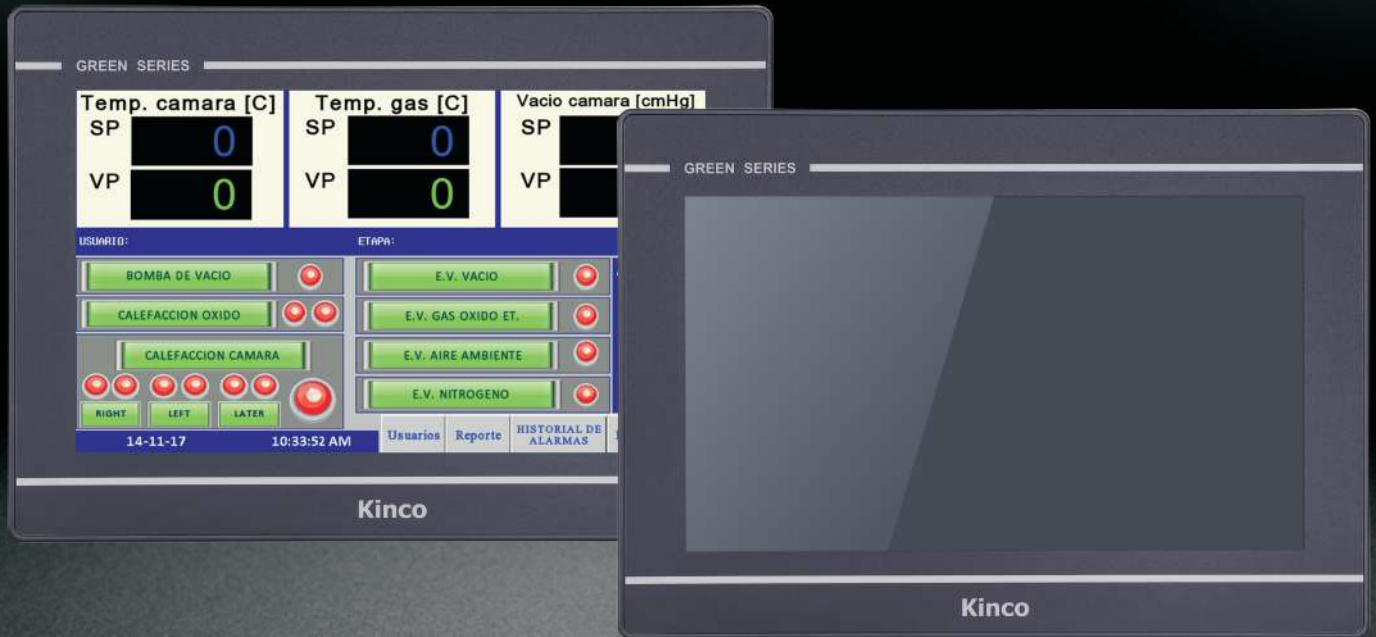 GREEN SERIES
Temp. camara [C]
SP 0
VP 0
Temp. gas [C]
SP 0
VP 0
Vacio camara [cmHg]
SP
VP
USUARIO:
ETAPA:
BOMBA DE VACIO
CALEFACCION OXIDO
CALEFACCION CAMARA
RIGHT
LEFT
LATER
E.V. VACIO
E.V. GAS OXIDO ET.
E.V. AIRE AMBIENTE
E.V. NITROGENO
14-11-17
10:33:52 AM
Usuarios
Reporte
HISTORIAL DE
ALARMAS
Kinco
GREEN SERIES
Kinco